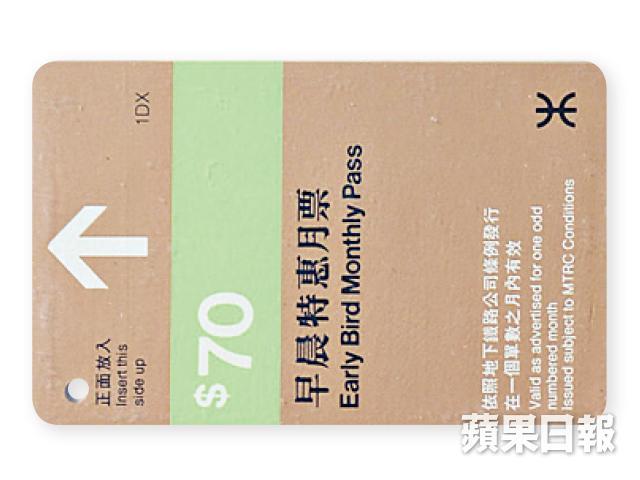 1DX
正面放入
Insert this
side up
$70
早晨特惠月票
Early Bird Monthly Pass
依照地下鐵路公司條例發行
在一個單數之月內有效
Valid as advertised for one odd
numbered month
Issued subject to MTRC Conditions
蘋果日報